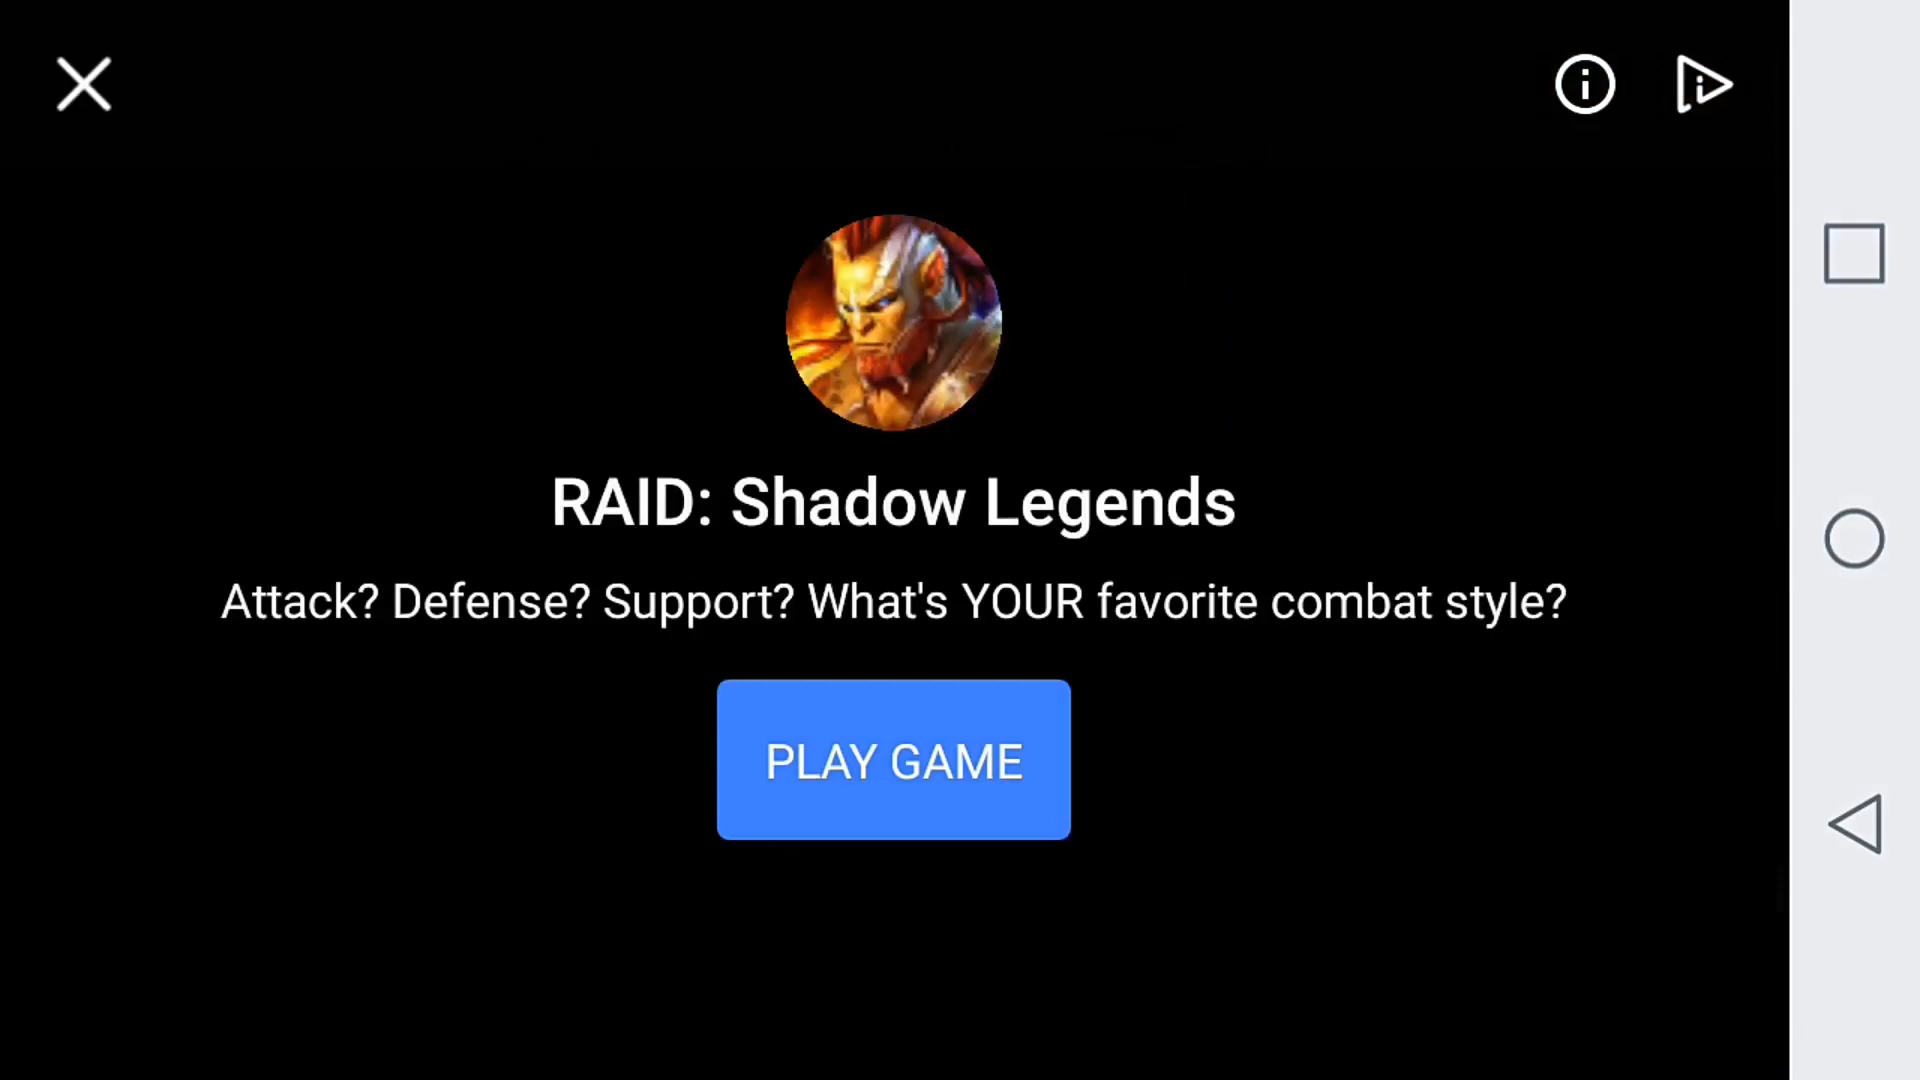 RAID: Shadow Legends
Attack? Defense? Support? What's YOUR favorite combat style?
PLAY GAME